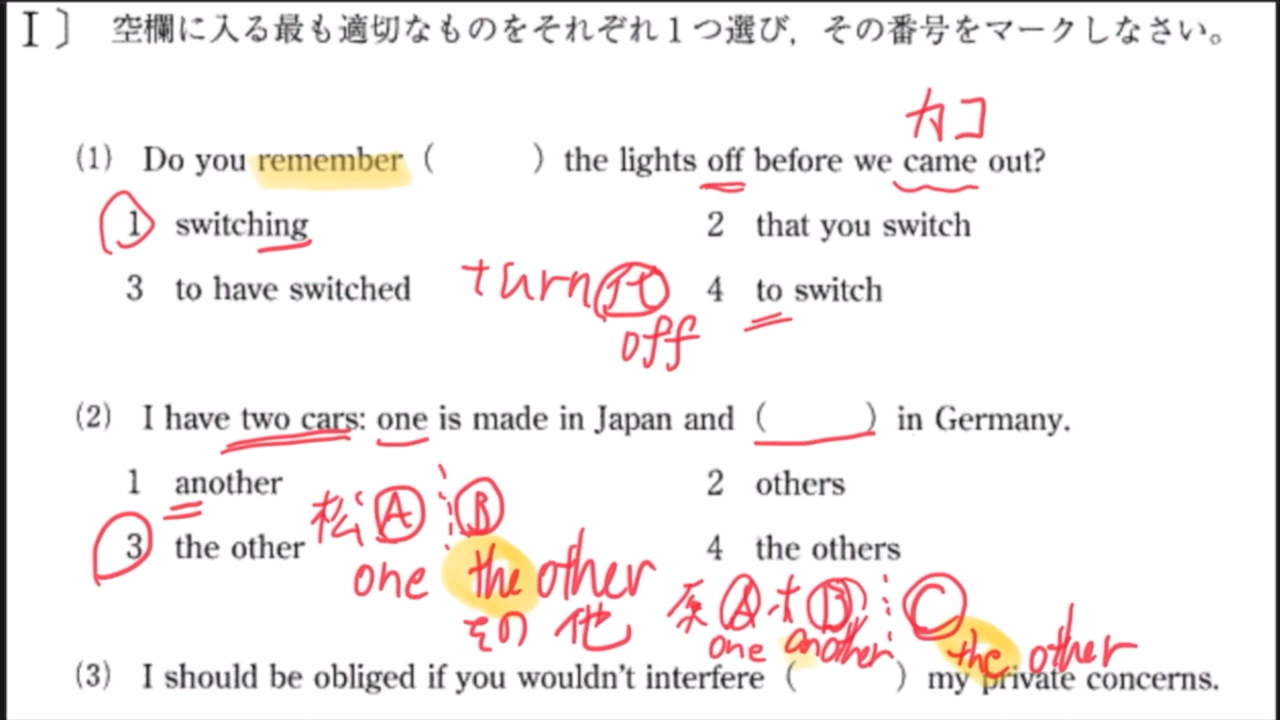 I〕 空欄に入る最も適切なものをそれぞれ1つ選び，その番号をマークしなさい。
カコ
(1) Do you remember ( ) the lights off before we came out?
1 switching 2 that you switch
3 to have switched 4 to switch
turn it
off
(2) I have two cars: one is made in Japan and ( ) in Germany.
1 another 2 others
松 A B
3 the other 4 the others
one the other
その 他
A B C
one another the other
(3) I should be obliged if you wouldn't interfere ( ) my private concerns.